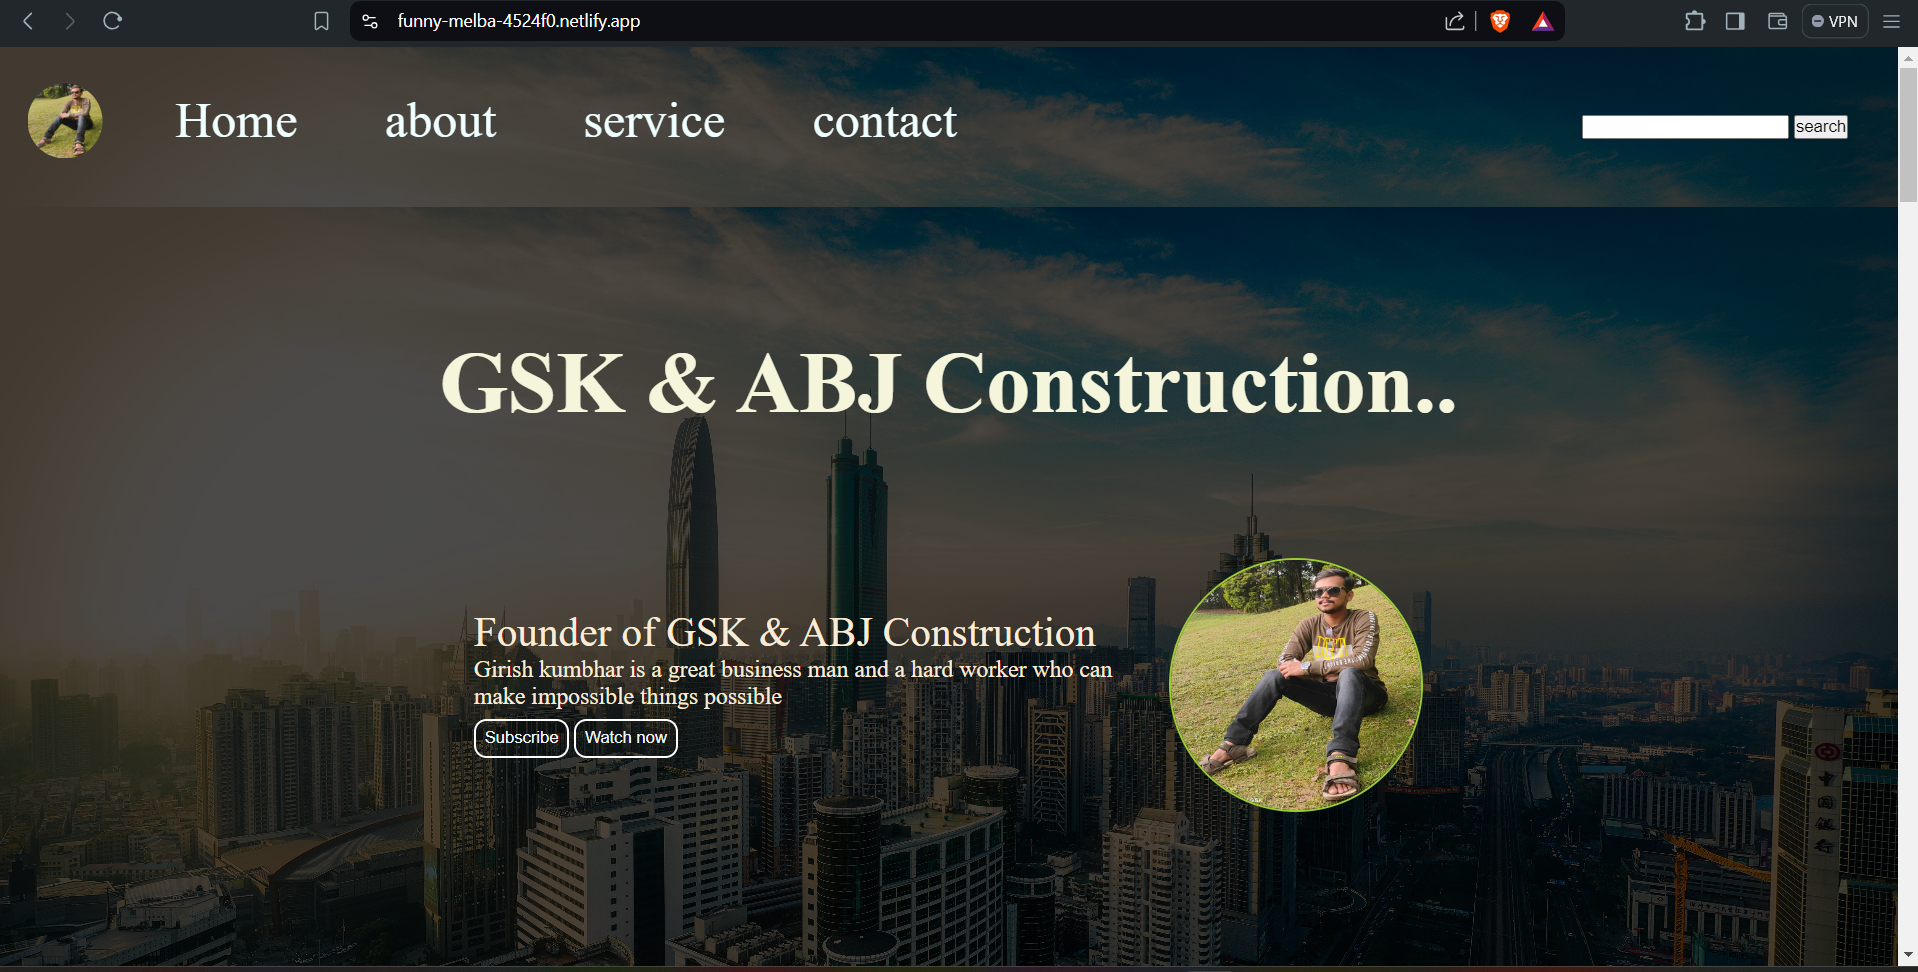 funny-melba-4524f0.netlify.app
VPN
Home about service contact
search
GSK & ABJ Construction..
Founder of GSK & ABJ Construction
Girish kumbhar is a great business man and a hard worker who can
make impossible things possible
Subscribe Watch now